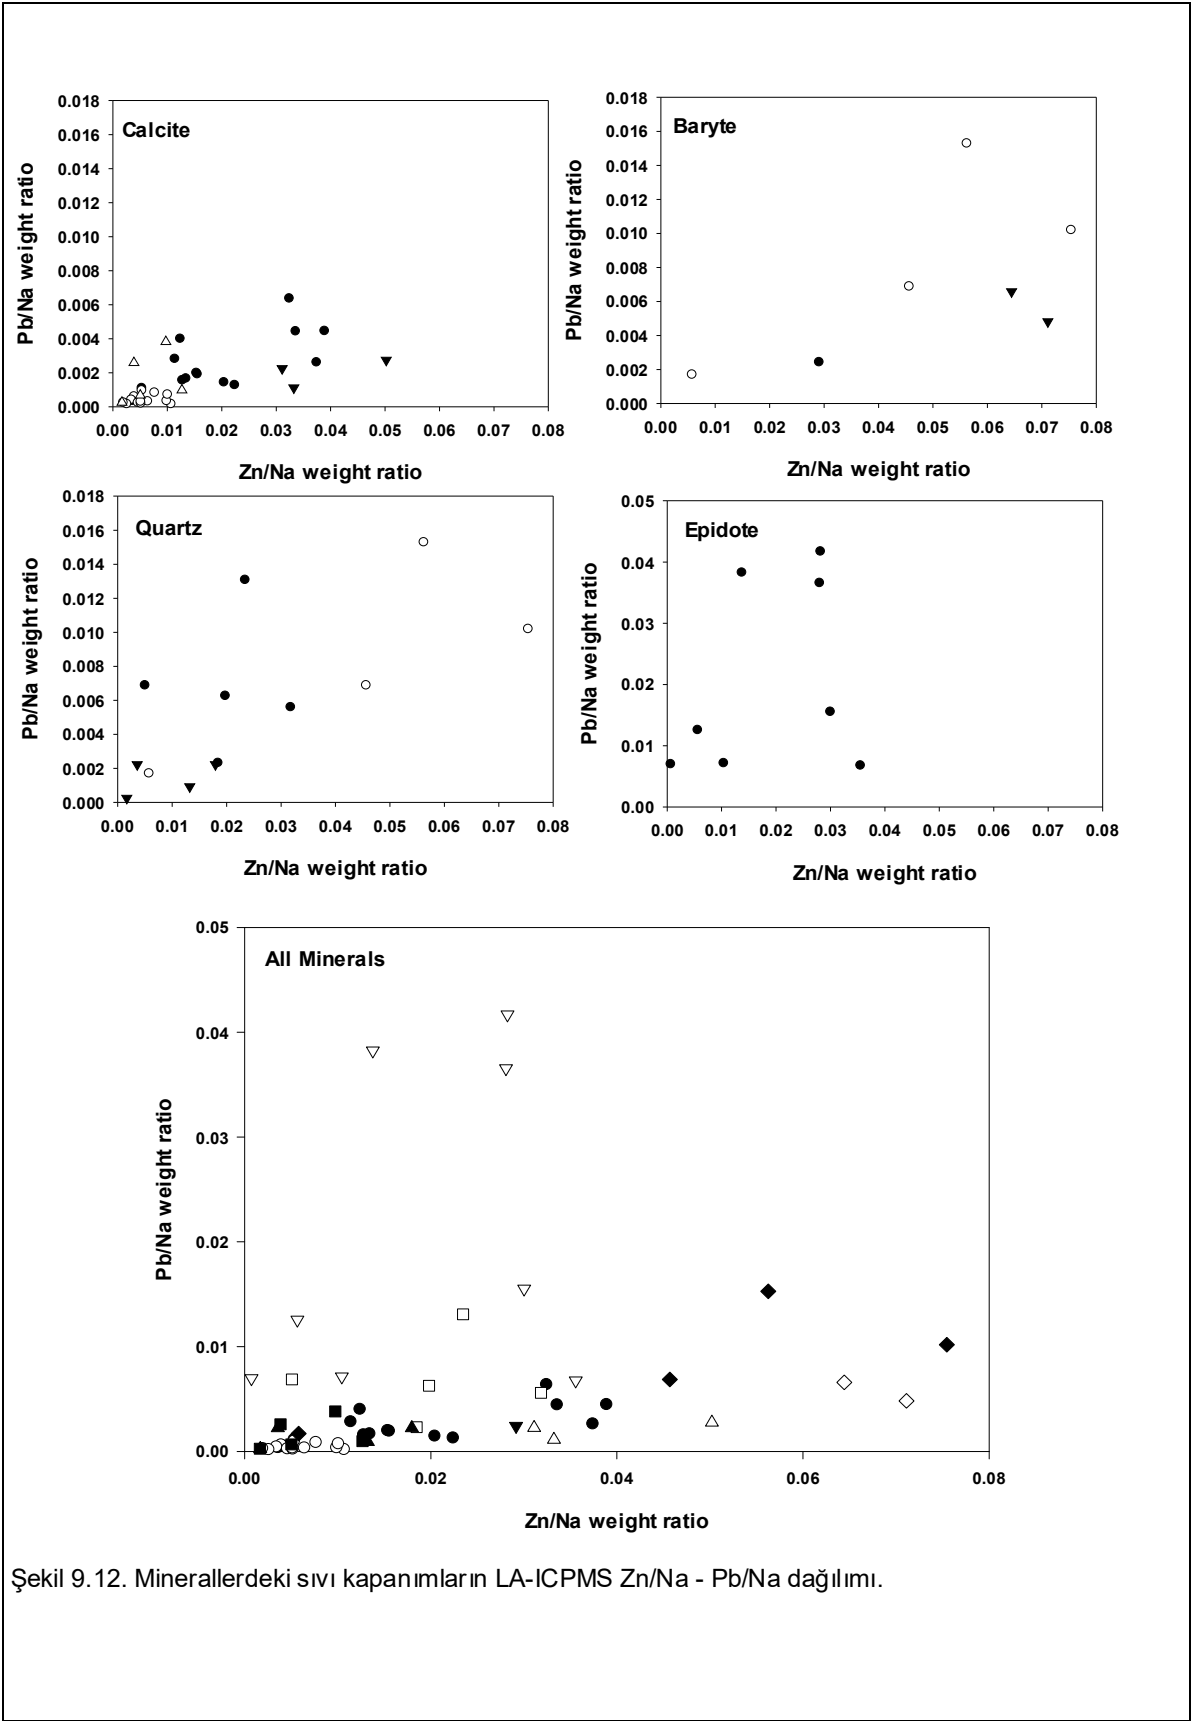 Calcite
0.018
0.016
0.014
0.012
0.010
0.008
0.006
0.004
0.002
0.000
Pb/Na weight ratio
0.00 0.01 0.02 0.03 0.04 0.05 0.06 0.07 0.08
Zn/Na weight ratio
Baryte
0.018
0.016
0.014
0.012
0.010
0.008
0.006
0.004
0.002
0.000
Pb/Na weight ratio
0.00 0.01 0.02 0.03 0.04 0.05 0.06 0.07 0.08
Zn/Na weight ratio
Quartz
0.018
0.016
0.014
0.012
0.010
0.008
0.006
0.004
0.002
0.000
Pb/Na weight ratio
0.00 0.01 0.02 0.03 0.04 0.05 0.06 0.07 0.08
Zn/Na weight ratio
Epidote
0.05
0.04
0.03
0.02
0.01
0.00
Pb/Na weight ratio
0.00 0.01 0.02 0.03 0.04 0.05 0.06 0.07 0.08
Zn/Na weight ratio
All Minerals
0.05
0.04
0.03
0.02
0.01
0.00
Pb/Na weight ratio
0.00 0.02 0.04 0.06 0.08
Zn/Na weight ratio
Şekil 9.12. Minerallerdeki sıvı kapanımların LA-ICPMS Zn/Na - Pb/Na dağılımı.